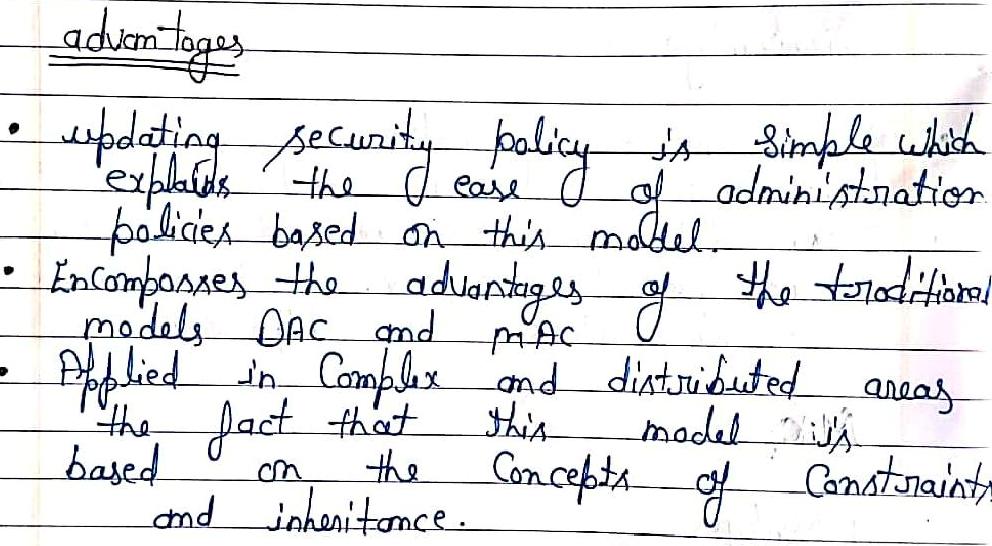 advantages
• updating security policy is simple which
explains the ease of administration
policies based on this model.
• Encompasses the advantages of the traditional
models DAC and MAC
• Applied in Complex and distributed areas
the fact that this model is
based on the Concepts of Constraints
and inheritance.